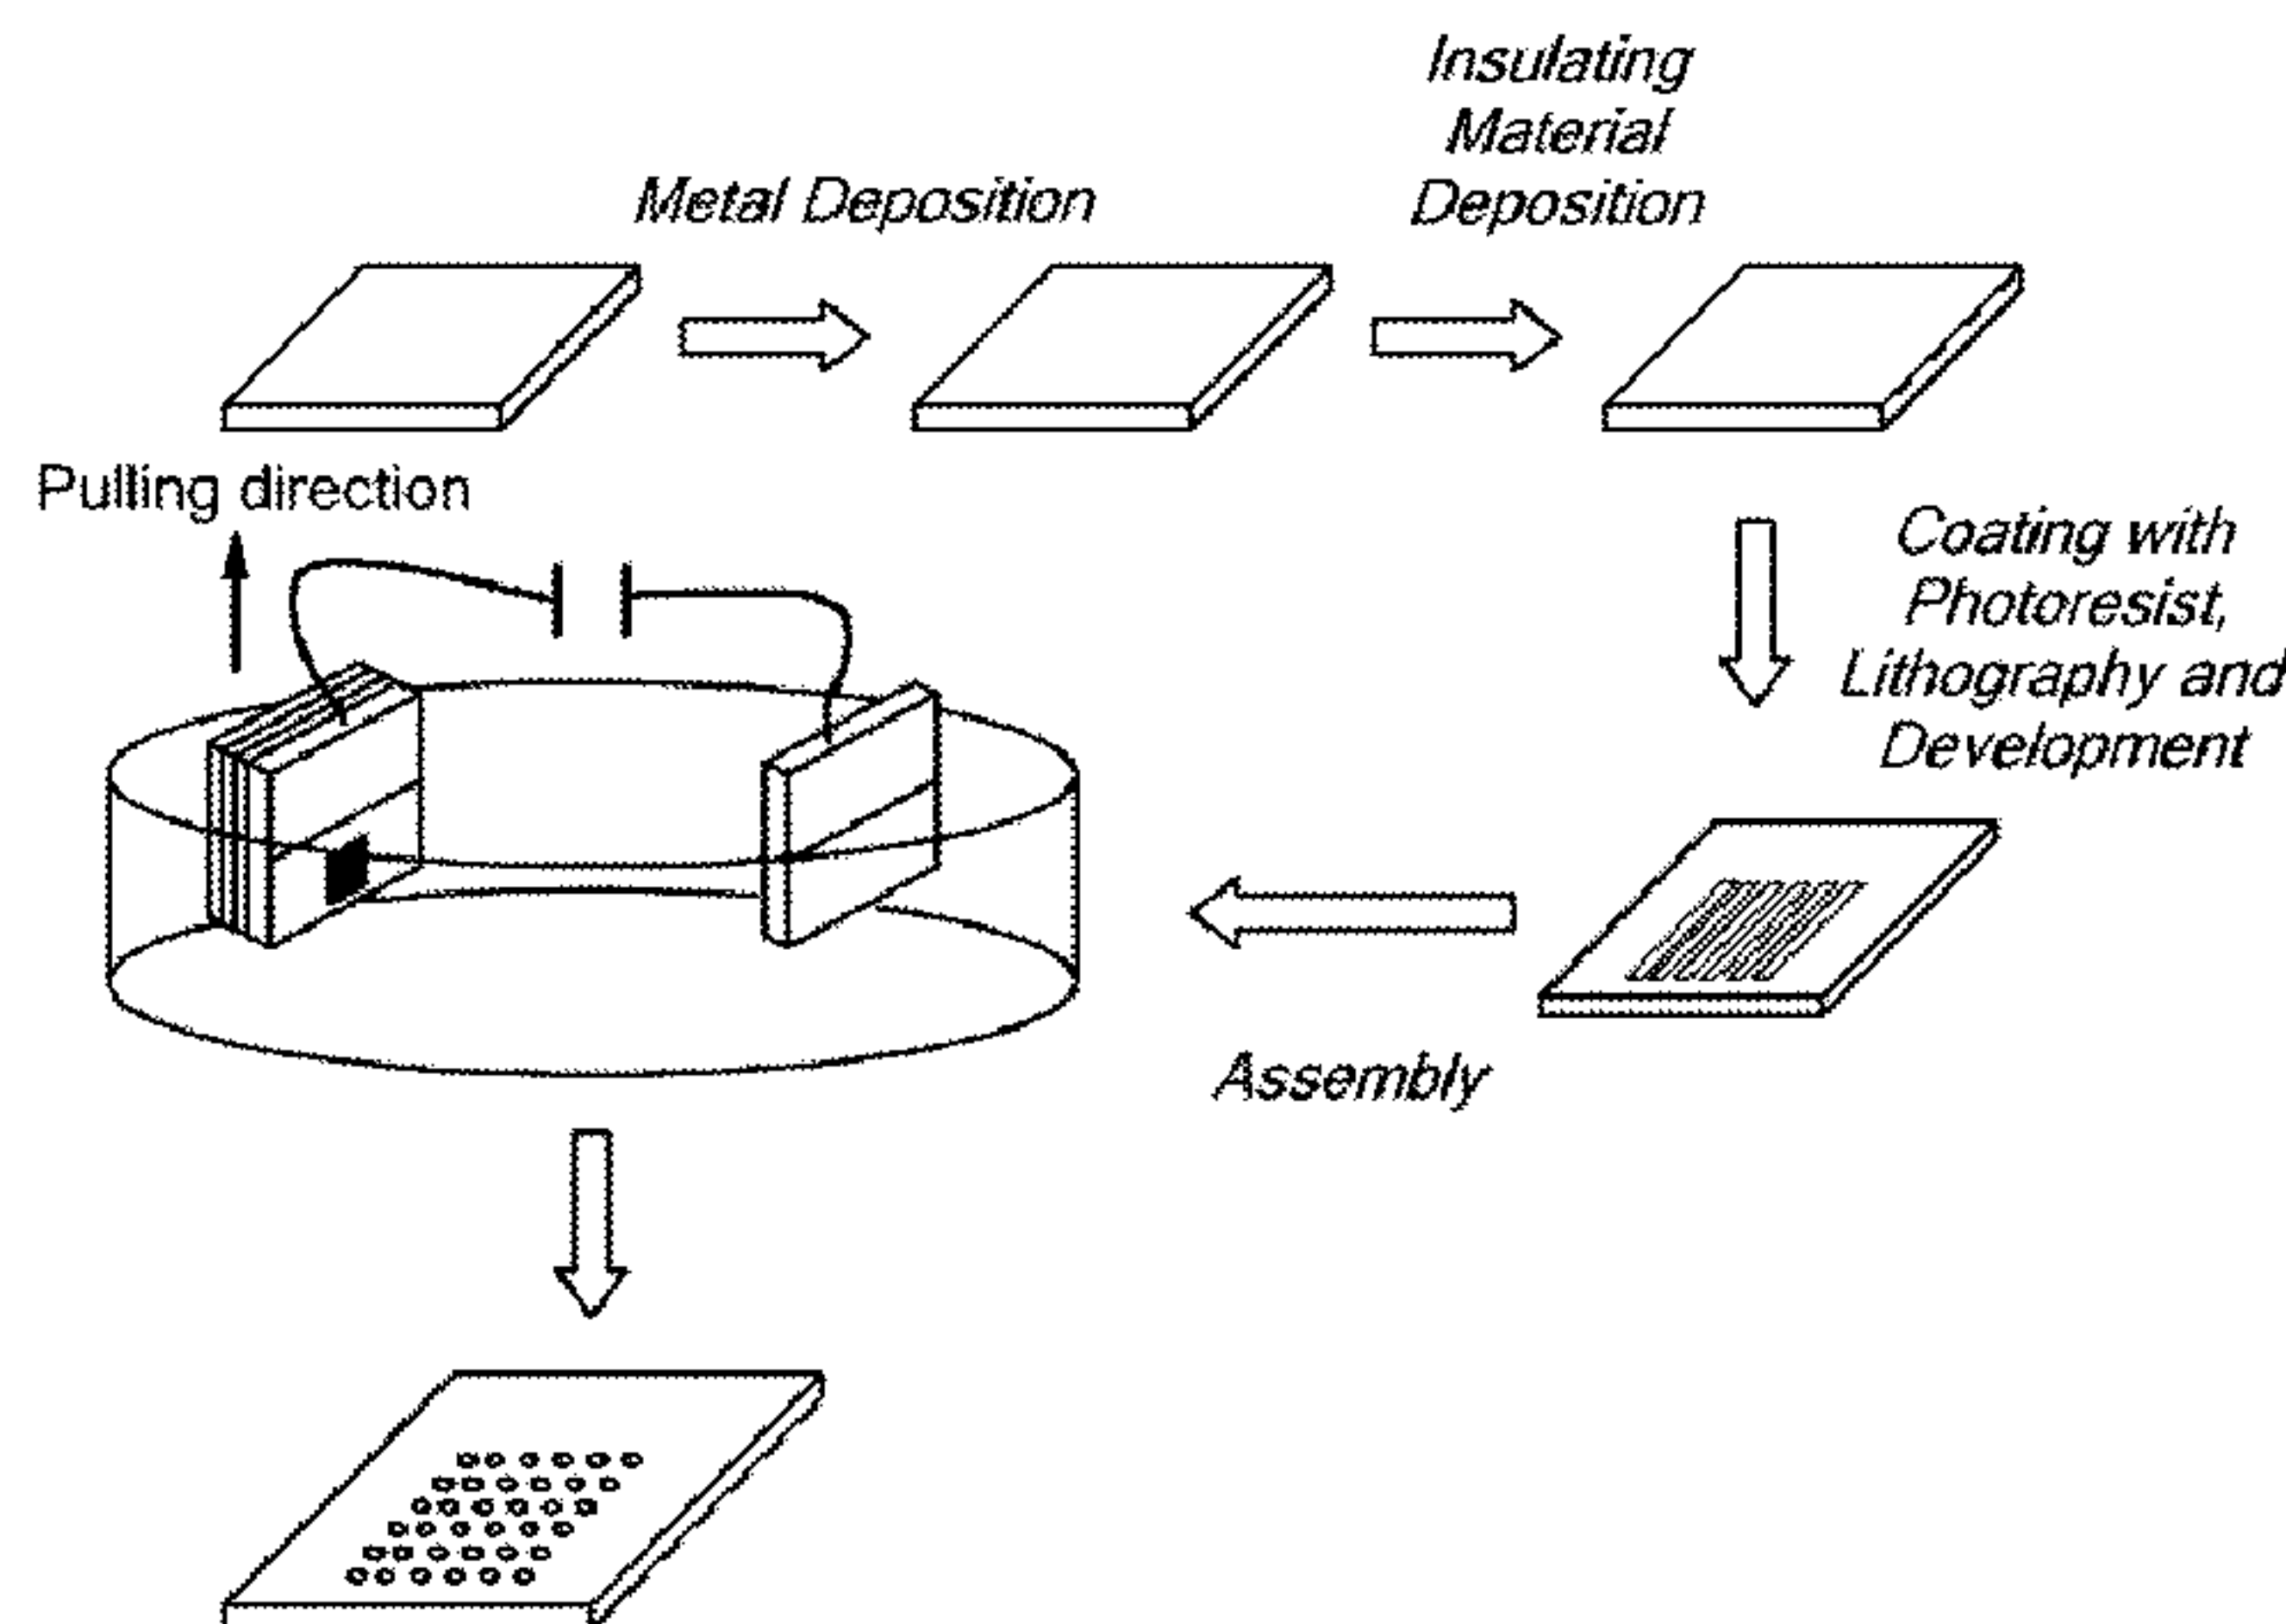 Insulating
Material
Deposition
Metal Deposition
Pulling direction
Coating with
Photoresist,
Lithography and
Development
Assembly